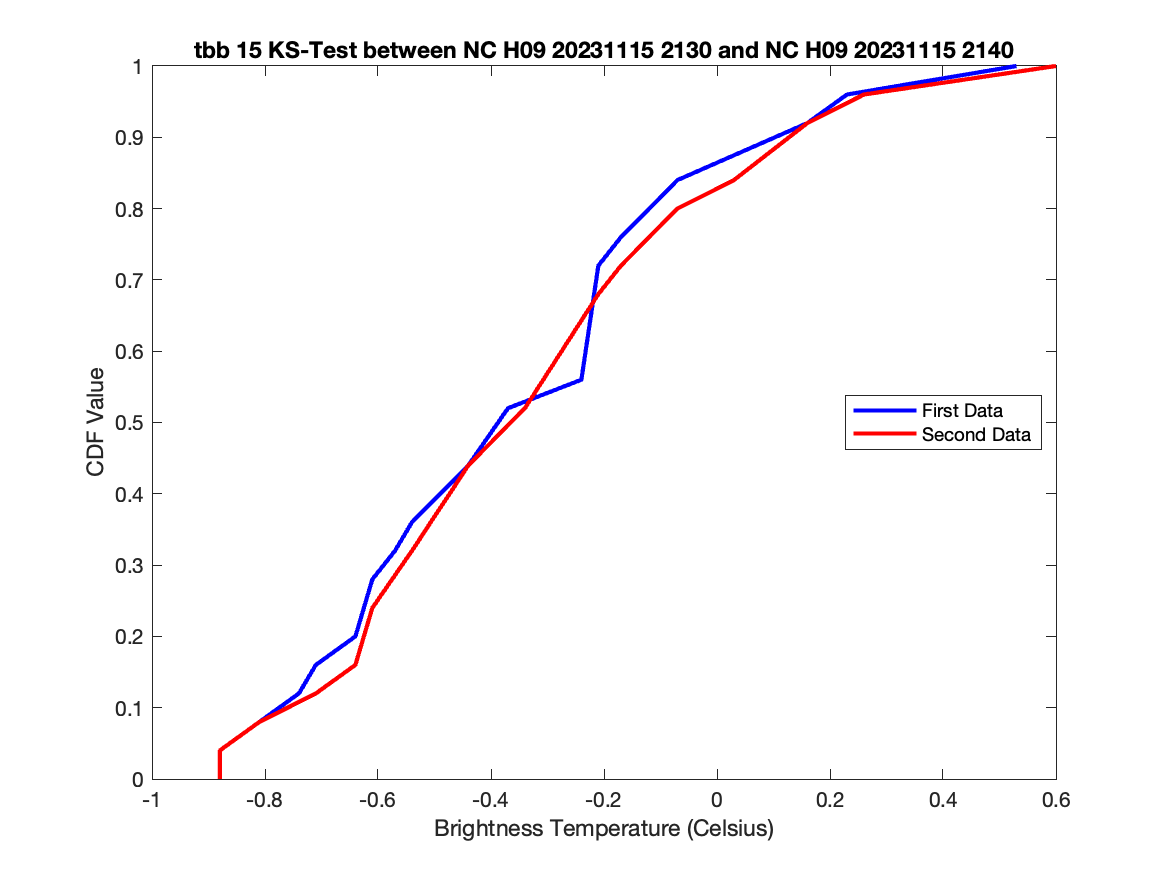 tbb 15 KS-Test between NC H09 20231115 2130 and NC H09 20231115 2140
1
0.9
0.8
0.7
0.6
0.5
0.4
0.3
0.2
0.1
0
CDF Value
First Data
Second Data
-1 -0.8 -0.6 -0.4 -0.2 0 0.2 0.4 0.6
Brightness Temperature (Celsius)